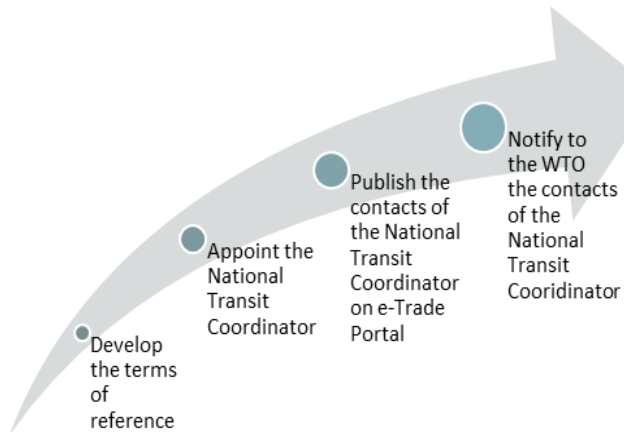 Develop
the terms
of
reference
Appoint the
National
Transit
Coordinator
Publish the
contacts of
the National
Transit
Coordinator
on e-Trade
Portal
Notify to
the WTO
the contacts
of the
National
Transit
Cooridinator